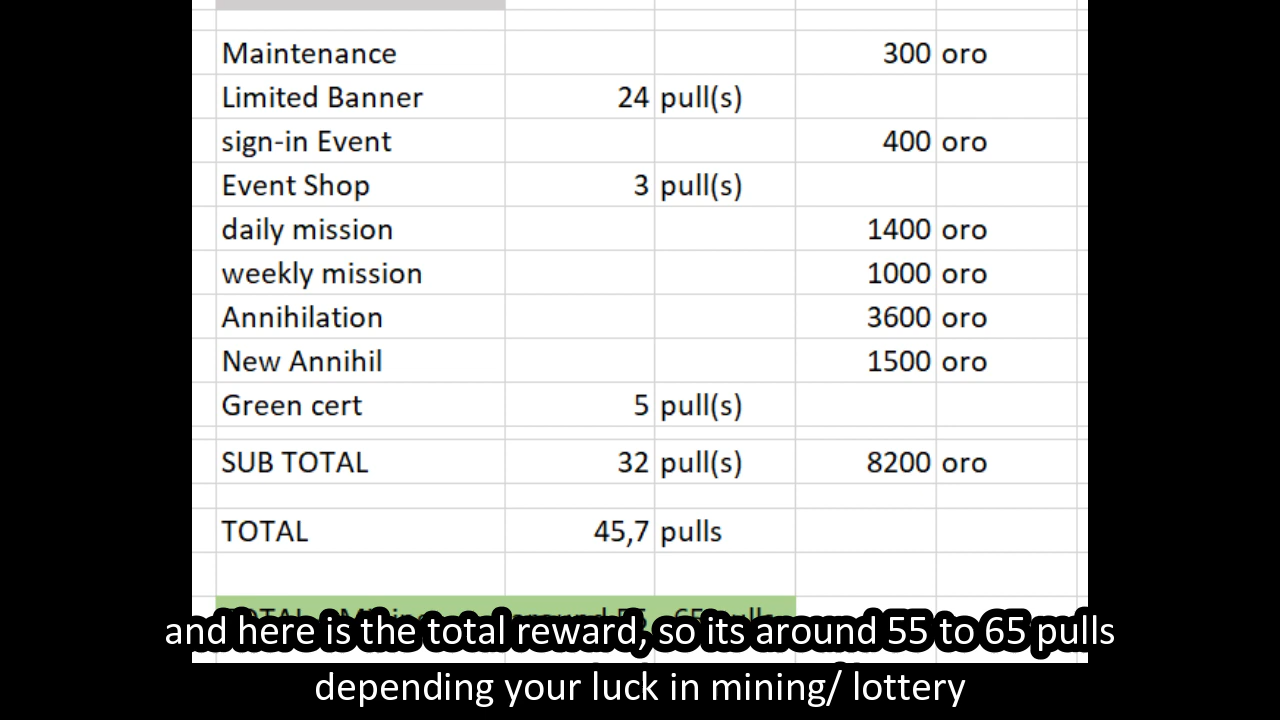 Maintenance 300 oro
Limited Banner 24 pull(s)
sign-in Event 400 oro
Event Shop 3 pull(s)
daily mission 1400 oro
weekly mission 1000 oro
Annihilation 3600 oro
New Annihil 1500 oro
Green cert 5 pull(s)
SUB TOTAL 32 pull(s) 8200 oro
TOTAL 45,7 pulls
and here is the total reward, so its around 55 to 65 pulls
depending your luck in mining/ lottery